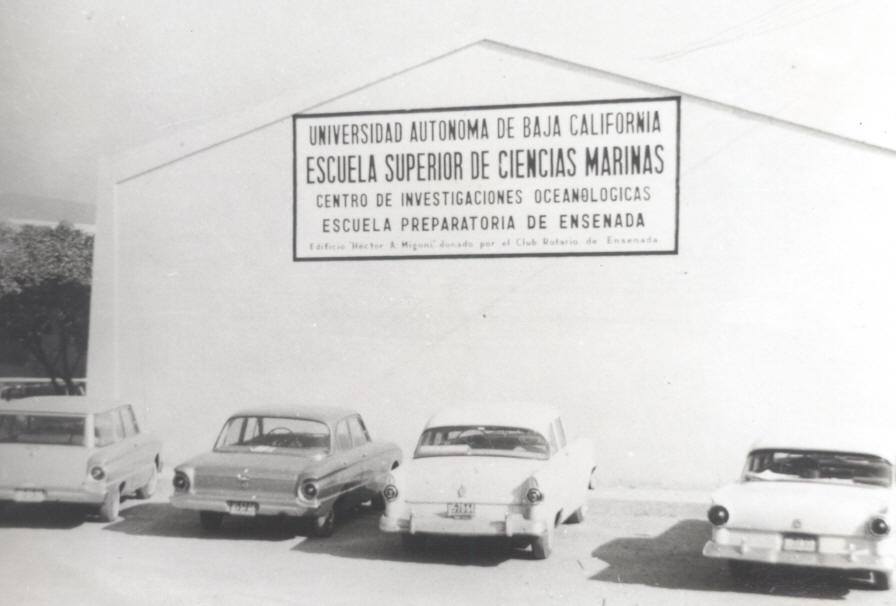 UNIVERSIDAD AUTONOMA DE BAJA CALIFORNIA
ESCUELA SUPERIOR DE CIENCIAS MARINAS
CENTRO DE INVESTIGACIONES OCEANOLOGICAS
ESCUELA PREPARATORIA DE ENSENADA
Edificio "Héctor A. Migoni" donado por el Club Rotario de Ensenada.